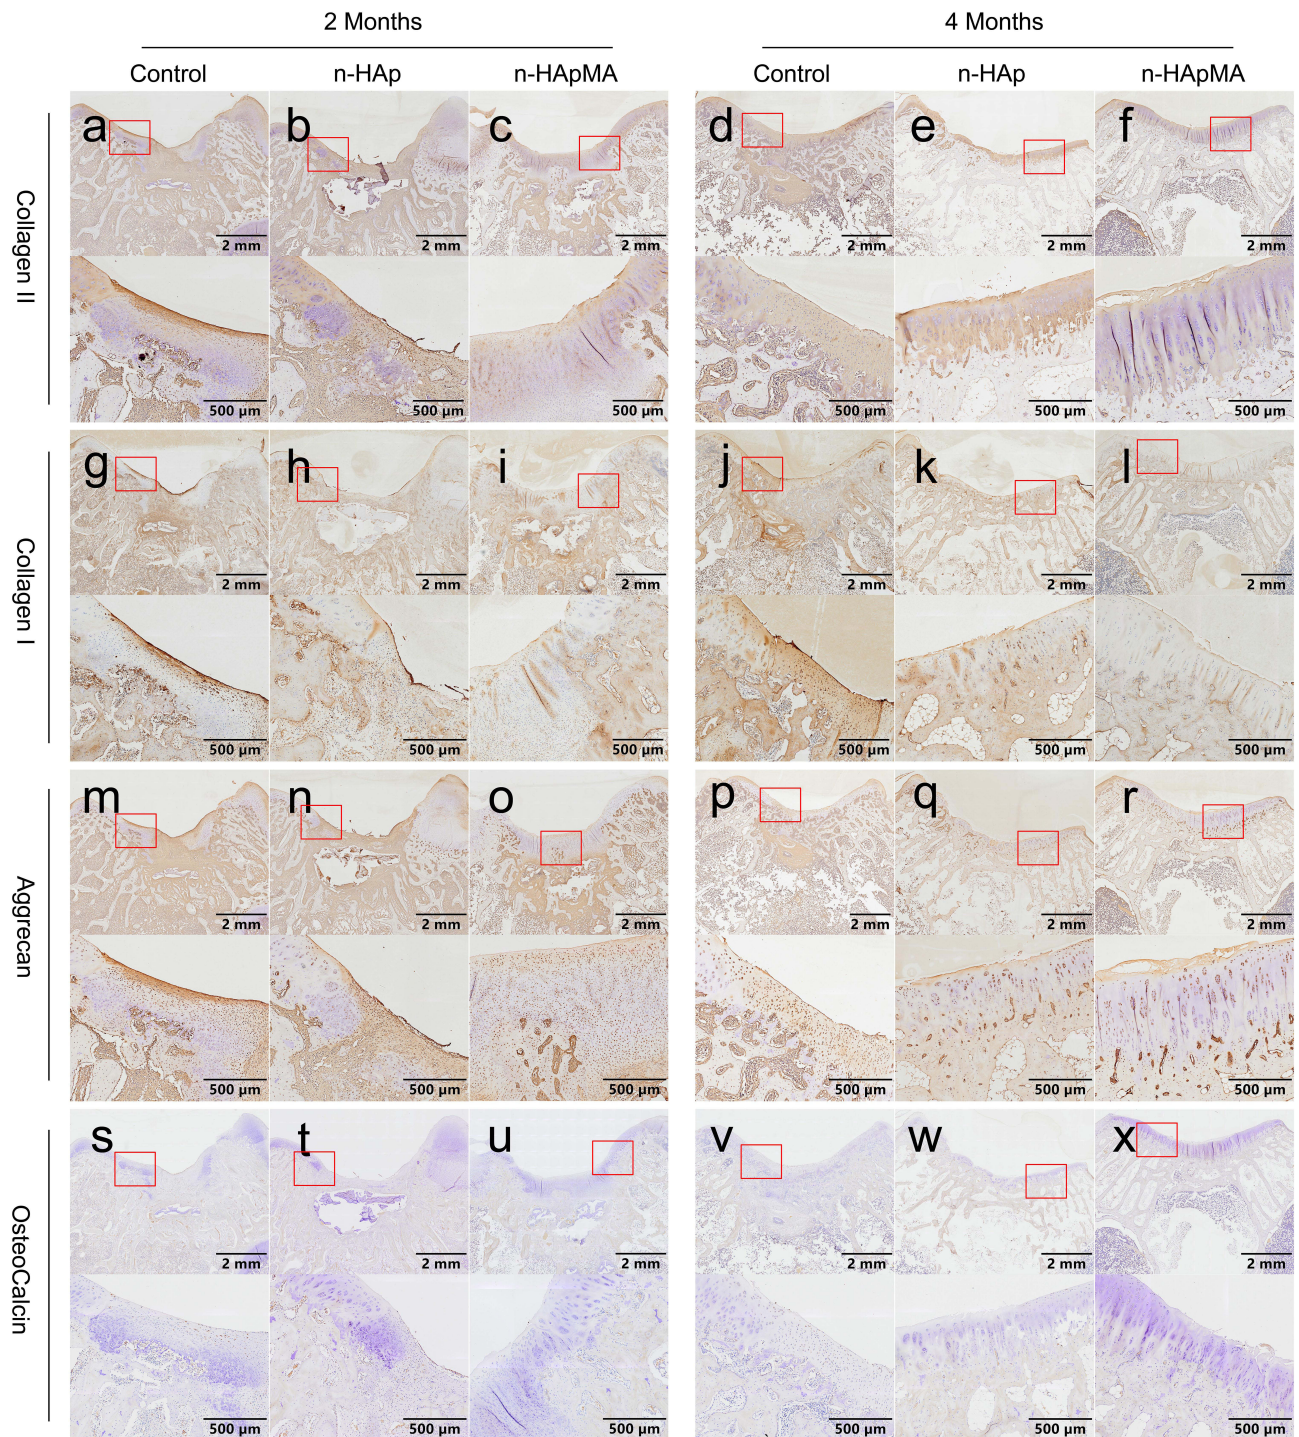 2 Months 4 Months
Control n-HAp n-HApMA Control n-HAp n-HApMA
Collagen II
a b c d e f
2 mm 2 mm 2 mm 2 mm 2 mm 2 mm
500 μm 500 μm 500 μm 500 μm 500 μm 500 μm
Collagen I
g h i j k l
2 mm 2 mm 2 mm 2 mm 2 mm 2 mm
500 μm 500 μm 500 μm 500 μm 500 μm 500 μm
Aggrecan
m n o p q r
2 mm 2 mm 2 mm 2 mm 2 mm 2 mm
500 μm 500 μm 500 μm 500 μm 500 μm 500 μm
OsteoCalcin
s t u v w x
2 mm 2 mm 2 mm 2 mm 2 mm 2 mm
500 μm 500 μm 500 μm 500 μm 500 μm 500 μm